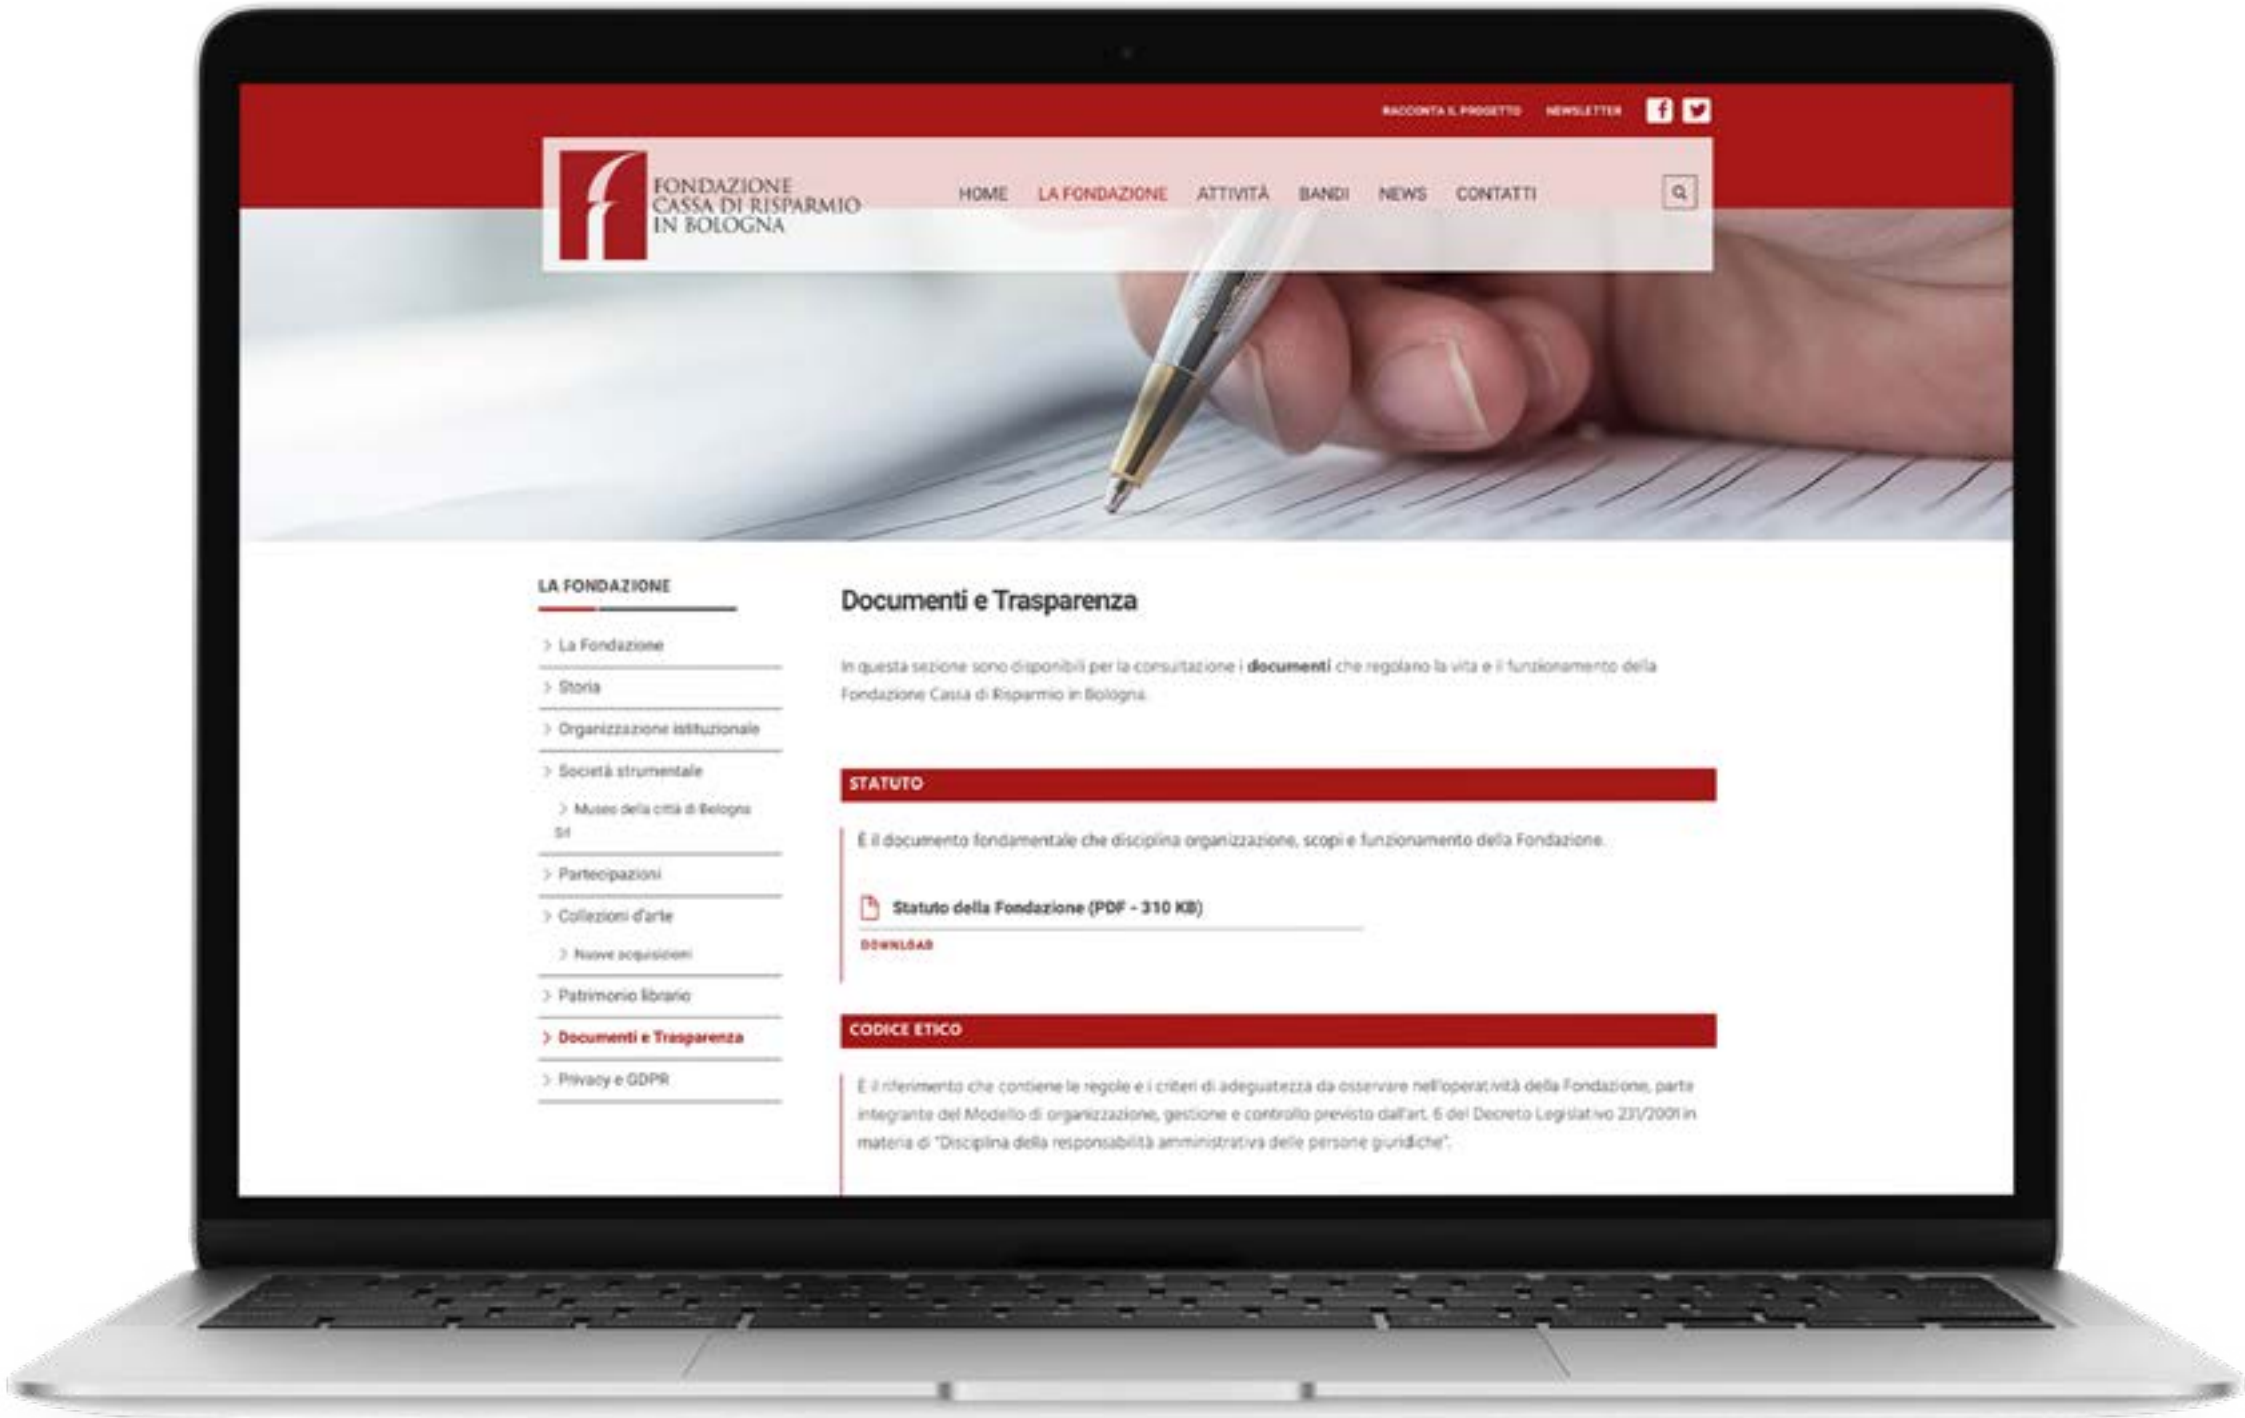 RACCONTA IL PROGETTO NEWSLETTER
FONDAZIONE
CASSA DI RISPARMIO
IN BOLOGNA
HOME LA FONDAZIONE ATTIVITÀ BANDI NEWS CONTATTI
LA FONDAZIONE
> La Fondazione
> Storia
> Organizzazione istituzionale
> Società strumentale
> Museo della città di Bologna
Srl
> Partecipazioni
> Collezioni d'arte
> Nuove acquisizioni
> Patrimonio librario
> Documenti e Trasparenza
> Privacy e GDPR
Documenti e Trasparenza
In questa sezione sono disponibili per la consultazione i documenti che regolano la vita e il funzionamento della
Fondazione Cassa di Risparmio in Bologna.
STATUTO
È il documento fondamentale che disciplina organizzazione, scopi e funzionamento della Fondazione.
Statuto della Fondazione (PDF - 310 KB)
DOWNLOAD
CODICE ETICO
È il riferimento che contiene le regole e i criteri di adeguatezza da osservare nell'operatività della Fondazione, parte
integrante del Modello di organizzazione, gestione e controllo previsto dall'art. 6 del Decreto Legislativo 231/2001 in
materia di "Disciplina della responsabilità amministrativa delle persone giuridiche".